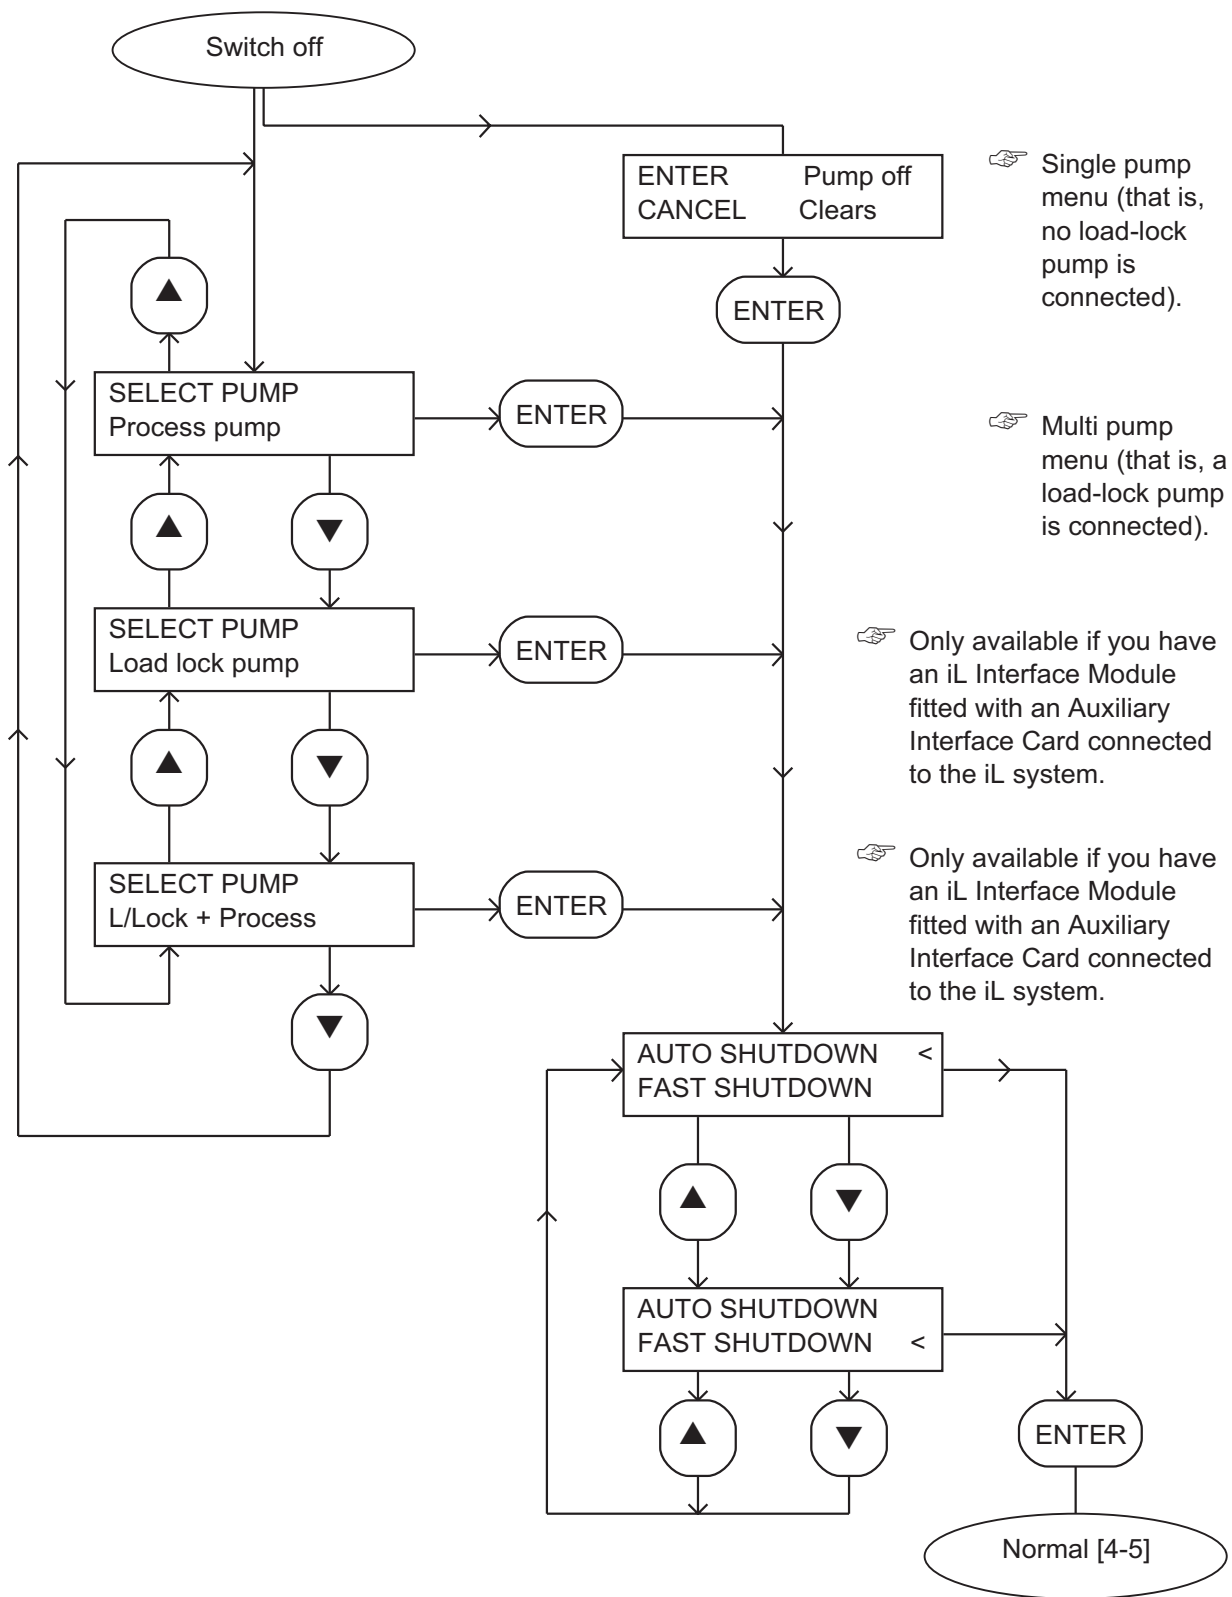 Switch off
ENTER Pump off
CANCEL Clears
☞ Single pump
menu (that is,
no load-lock
pump is
connected).
ENTER
▲
SELECT PUMP
Process pump
ENTER
☞ Multi pump
menu (that is, a
load-lock pump
is connected).
▲ ▼
SELECT PUMP
Load lock pump
ENTER
☞ Only available if you have
an iL Interface Module
fitted with an Auxiliary
Interface Card connected
to the iL system.
▲ ▼
SELECT PUMP
L/Lock + Process
ENTER
☞ Only available if you have
an iL Interface Module
fitted with an Auxiliary
Interface Card connected
to the iL system.
▼
AUTO SHUTDOWN <
FAST SHUTDOWN
▲ ▼
AUTO SHUTDOWN
FAST SHUTDOWN <
▲ ▼
ENTER
Normal [4-5]